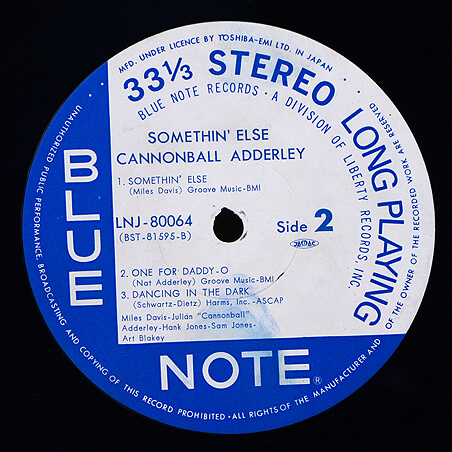 MFD. UNDER LICENCE BY TOSHIBA-EMI LTD. IN JAPAN
33 1/3 STEREO LONG PLAYING
BLUE NOTE RECORDS · A DIVISION OF LIBERTY RECORDS, INC.
SOMETHIN' ELSE
CANNONBALL ADDERLEY
1. SOMETHIN' ELSE
(Miles Davis) Groove Music-BMI
LNJ-80064
(BST-81595-B)
Side 2
JASRAC
2. ONE FOR DADDY-O
(Nat Adderley) Groove Music-BMI
3. DANCING IN THE DARK
(Schwartz-Dietz) Harms, Inc.-ASCAP
Miles Davis-Julian "Cannonball"
Adderley-Hank Jones-Sam Jones-
Art Blakey
BLUE
NOTE®
UNAUTHORIZED PUBLIC PERFORMANCE, BROADCASTING AND COPYING OF THIS RECORD PROHIBITED · ALL RIGHTS OF THE MANUFACTURER AND OF THE OWNER OF THE RECORDED WORK ARE RESERVED